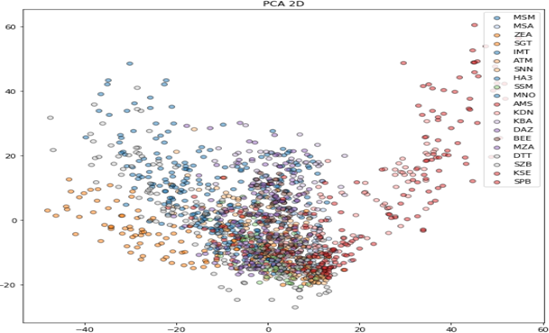 PCA 2D
60
40
20
0
−20
−40
−20
0
20
40
60
MSM
MSA
ZEA
SGT
IMT
ATM
SNN
HA3
SSM
MNO
AMS
KDN
KBA
DAZ
BEE
MZA
DTT
SZB
KSE
SPB